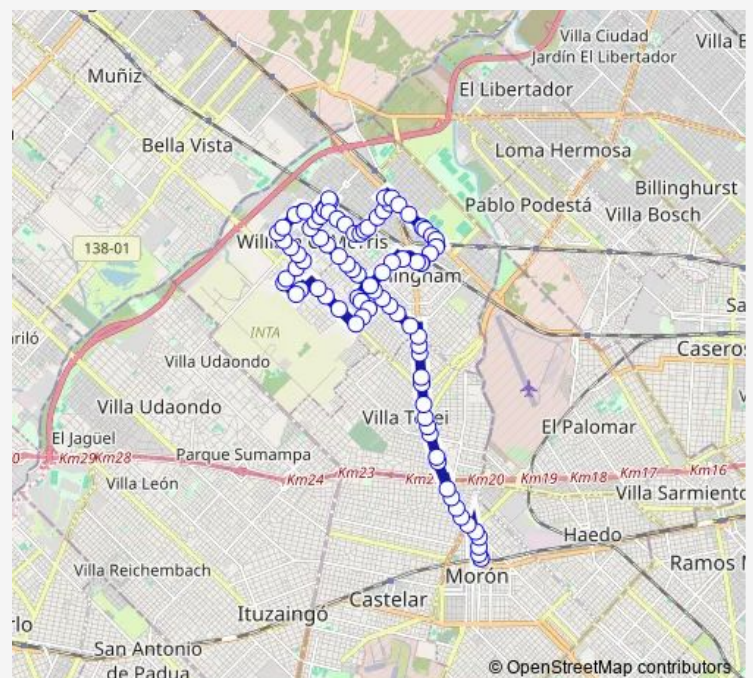 Villa Ciudad
Jardín El Libertador
Villa B
Muñiz
El Libertador
Bella Vista
Loma Hermosa
Billinghurst
Pablo Podestá
Villa Bosch
138-01
INTA
Villa Udaondo
Caseros
Villa Udaondo
El Palomar
El Jagüel
Parque Sumampa
Km29
Km28
Km24
Km23
Km20
Km19
Km18
Km17
Km16
Villa León
Villa Sarmiento
Haedo
Villa Reichembach
Morón
Ramos
Castelar
Ituzaingó
San Antonio
de Padua
© OpenStreetMap contributors